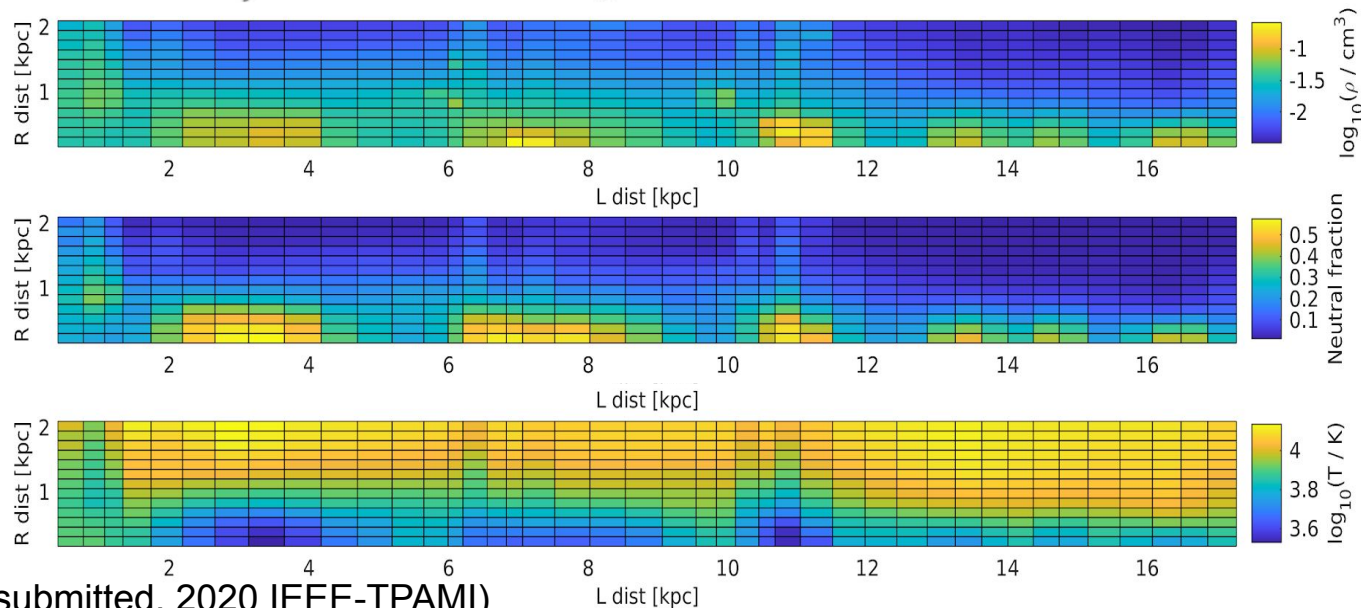 R dist [kpc]
2
1
2 4 6 8 10 12 14 16
L dist [kpc]
-1
-1.5
-2
log₁₀(ρ / cm³)
R dist [kpc]
2
1
2 4 6 8 10 12 14 16
L dist [kpc]
0.5
0.4
0.3
0.2
0.1
Neutral fraction
R dist [kpc]
2
1
2 4 6 8 10 12 14 16
L dist [kpc]
4
3.8
3.6
log₁₀(T / K)
submitted, 2020 IEEE-TPAMI)